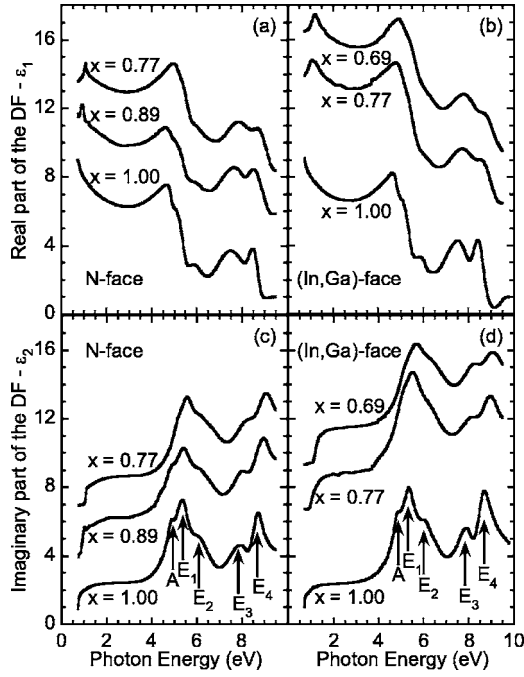 Real part of the DF - ε₁
16
12
8
4
0
(a)
x = 0.77
x = 0.89
x = 1.00
N-face
(b)
x = 0.69
x = 0.77
x = 1.00
(In,Ga)-face
Imaginary part of the DF - ε₂
16
12
8
4
0
N-face
(c)
x = 0.77
x = 0.89
x = 1.00
A
E₁
E₂
E₃
E₄
(In,Ga)-face
(d)
x = 0.69
x = 0.77
x = 1.00
A
E₁
E₂
E₃
E₄
0 2 4 6 8 0 2 4 6 8 10
Photon Energy (eV) Photon Energy (eV)